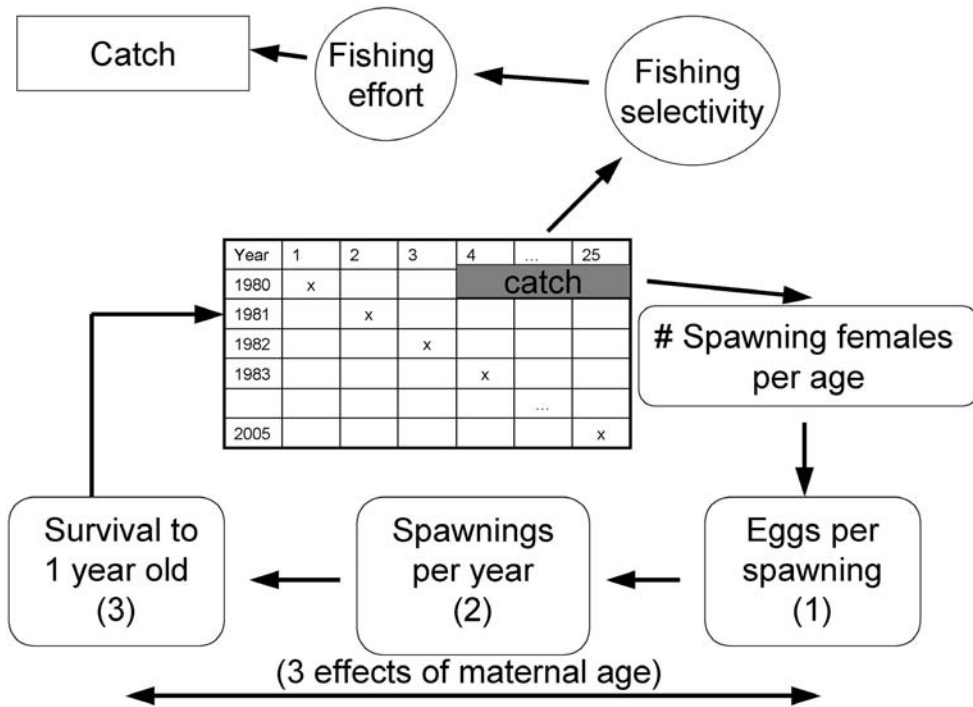 Catch
Fishing
effort
Fishing
selectivity
Year 1 2 3 4 ... 25
1980 x catch
1981 x
1982 x
1983 x
...
2005 x
# Spawning females
per age
Survival to
1 year old
(3)
Spawnings
per year
(2)
Eggs per
spawning
(1)
(3 effects of maternal age)